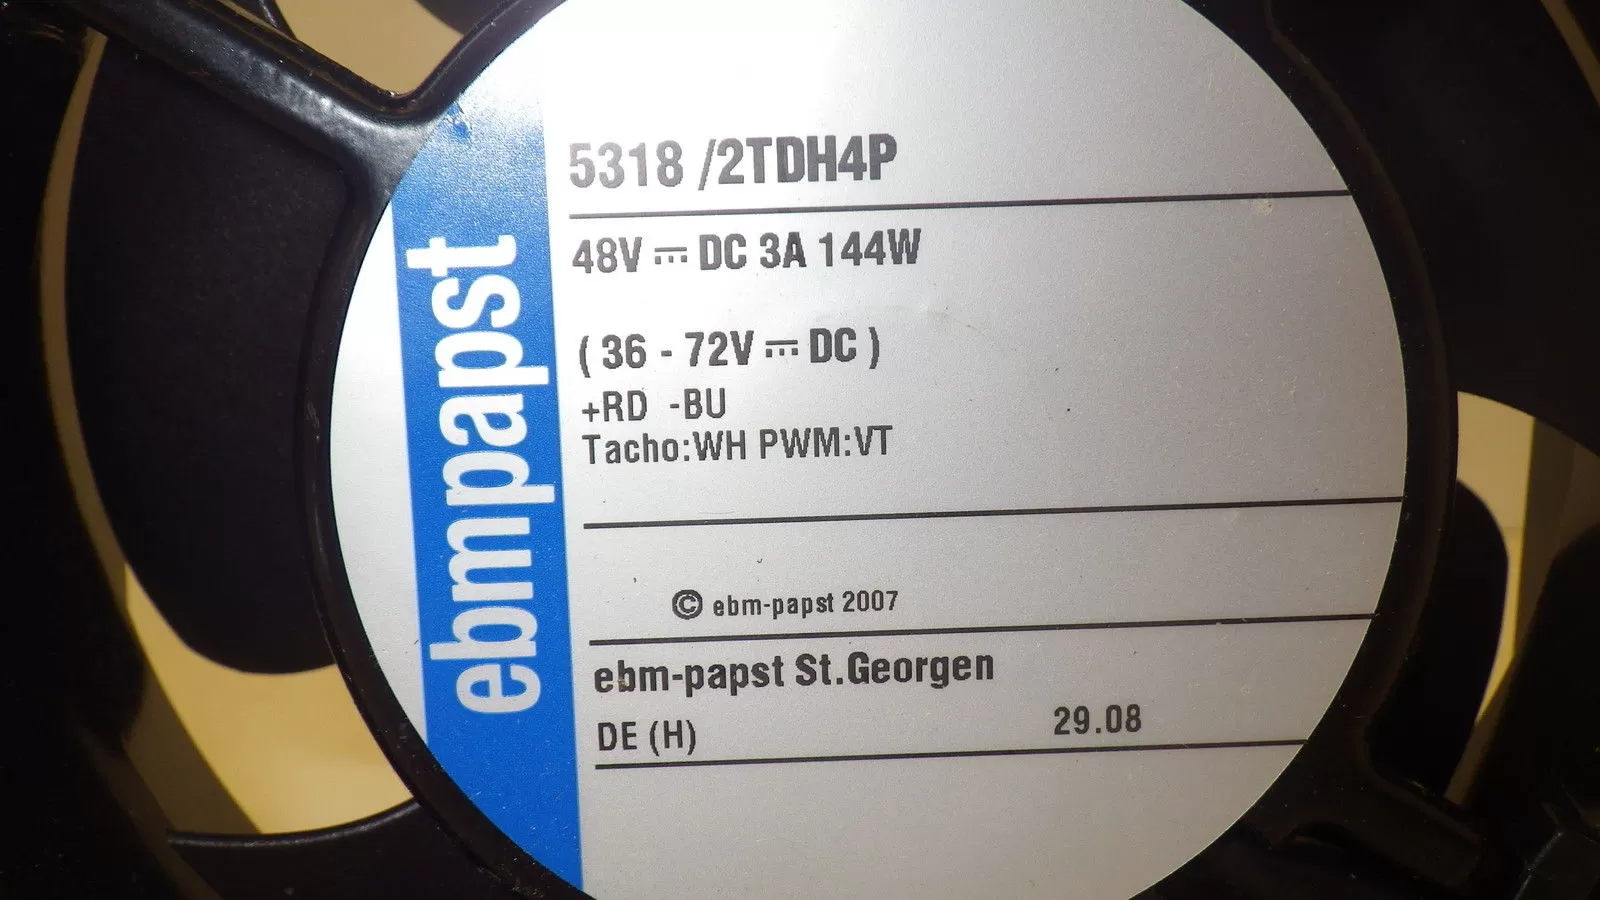 ebmpapst
5318 /2TDH4P
48V ⎓ DC 3A 144W
( 36 - 72V ⎓ DC )
+RD -BU
Tacho:WH PWM:VT
© ebm-papst 2007
ebm-papst St.Georgen
DE (H) 29.08